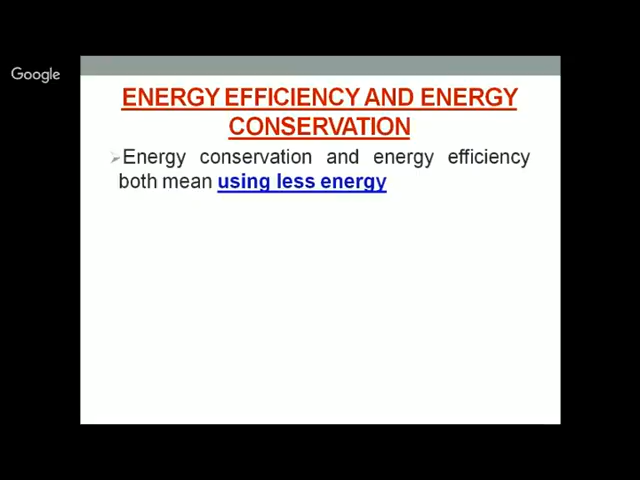 Google
ENERGY EFFICIENCY AND ENERGY
CONSERVATION
Energy conservation and energy efficiency
both mean using less energy